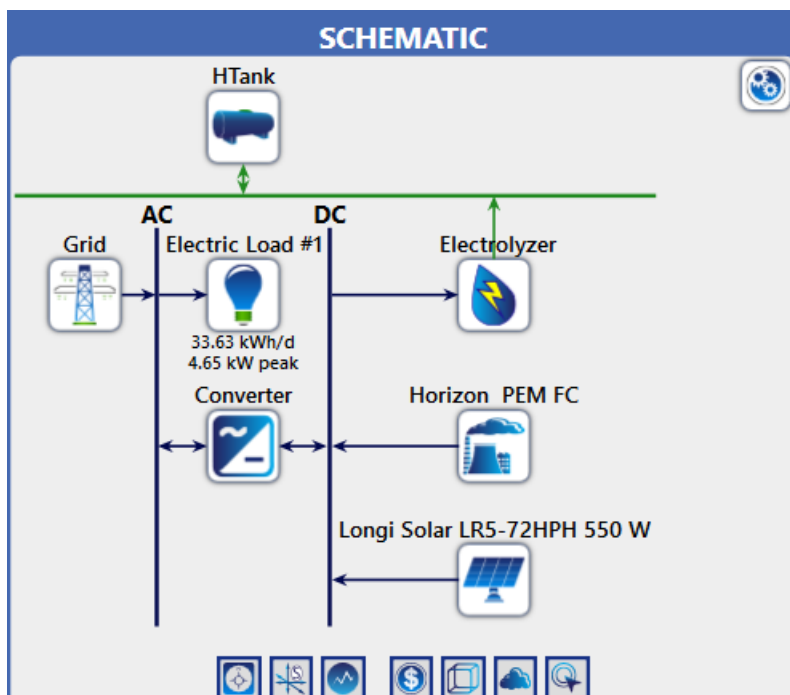 SCHEMATIC
HTank
AC
DC
Grid
Electric Load #1
Electrolyzer
33.63 kWh/d
4.65 kW peak
Converter
Horizon  PEM FC
Longi Solar LR5-72HPH 550 W